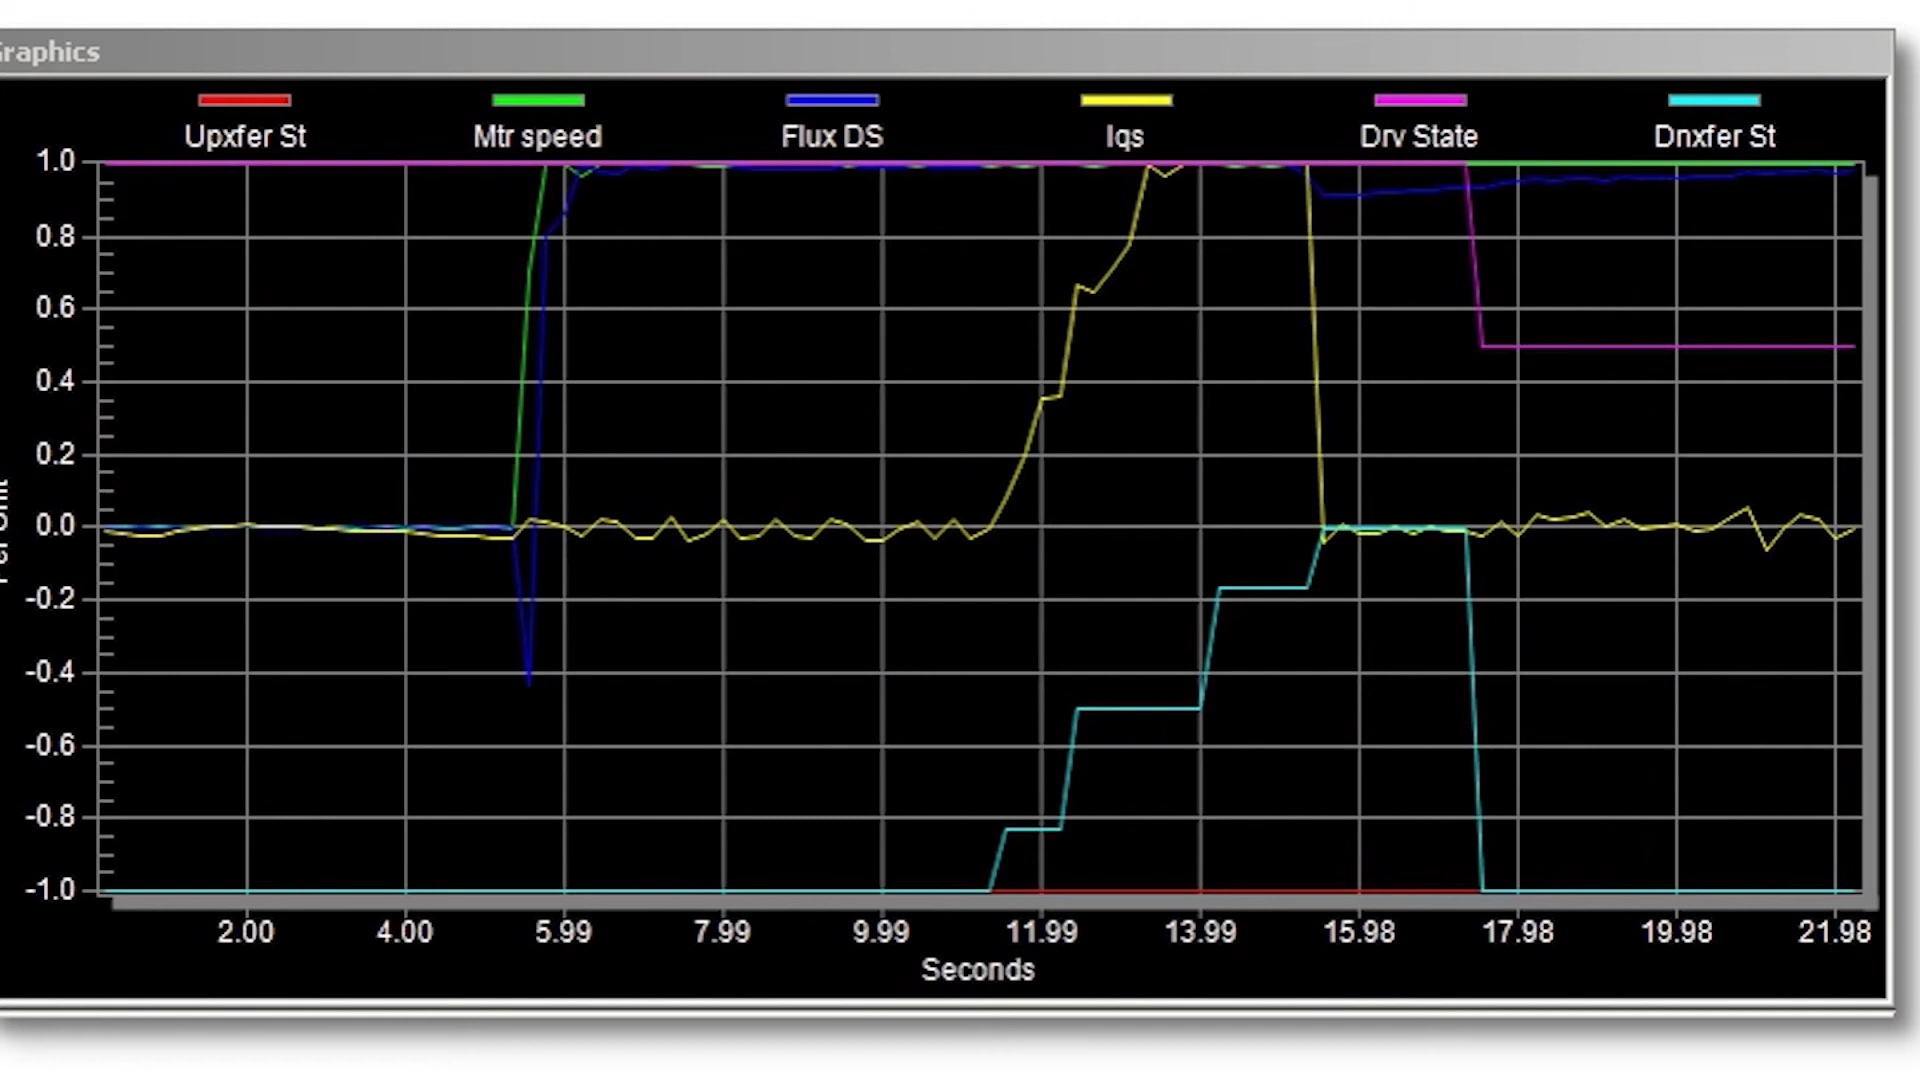 Graphics
Upxfer St
Mtr speed
Flux DS
Iqs
Drv State
Dnxfer St
1.0
0.8
0.6
0.4
0.2
0.0
-0.2
-0.4
-0.6
-0.8
-1.0
2.00
4.00
5.99
7.99
9.99
11.99
13.99
15.98
17.98
19.98
21.98
Seconds